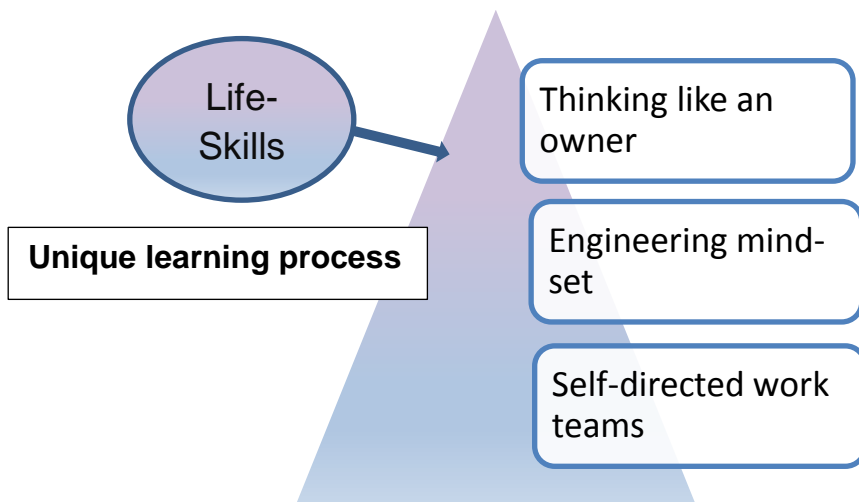 Life-
Skills
Thinking like an
owner
Unique learning process
Engineering mind-
set
Self-directed work
teams